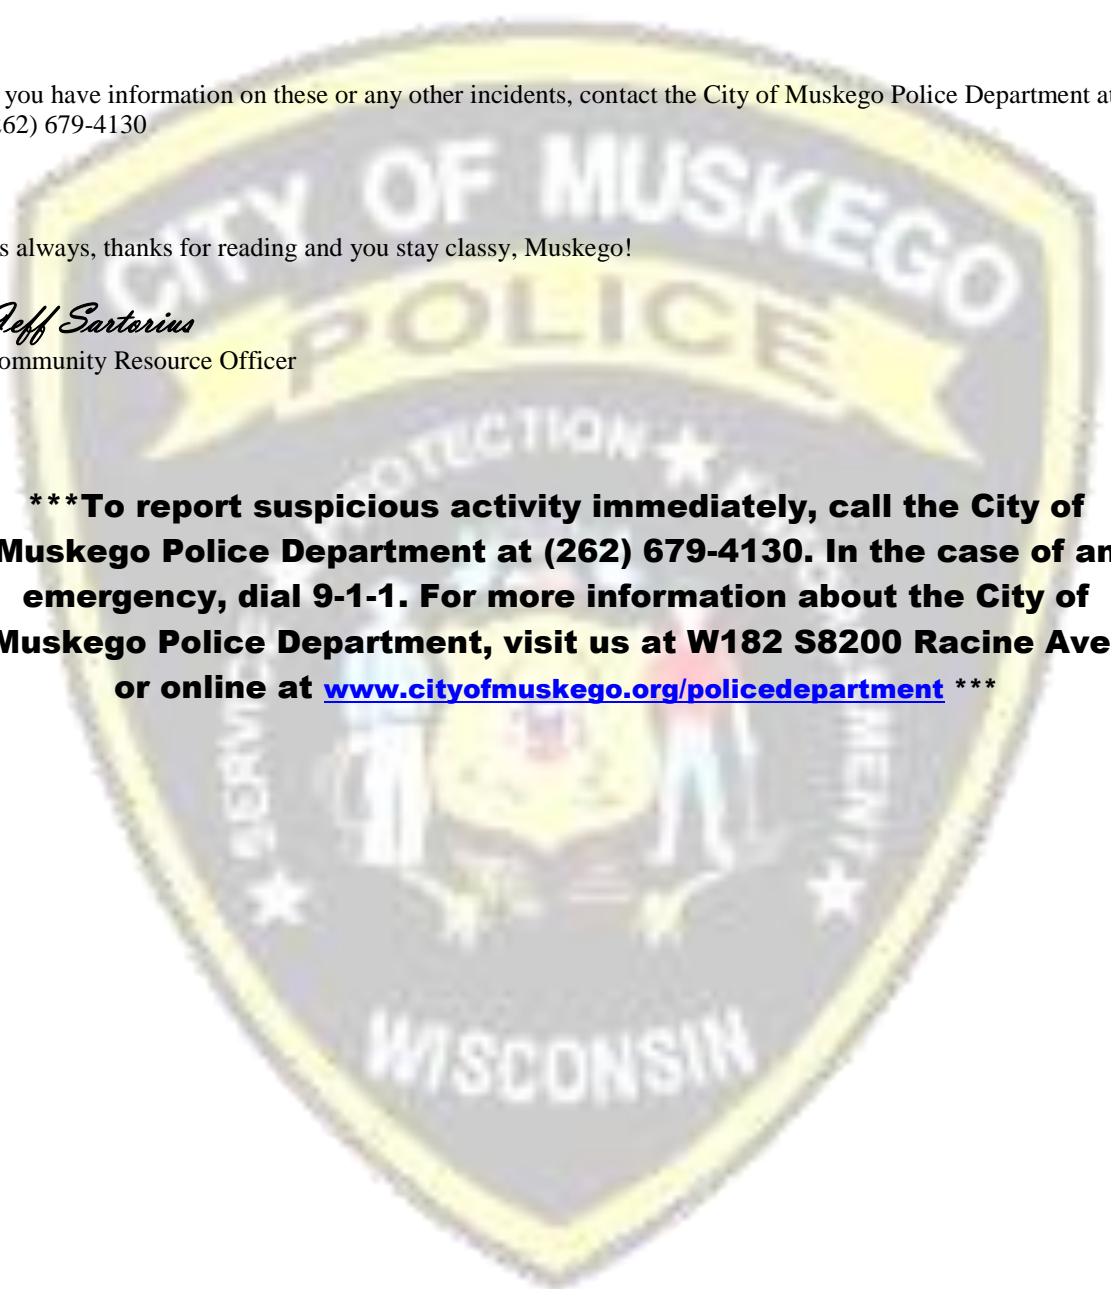 you have information on these or any other incidents, contact the City of Muskego Police Department at
262) 679-4130
s always, thanks for reading and you stay classy, Muskego!
Jeff Sartorius
ommunity Resource Officer
***To report suspicious activity immediately, call the City of
Muskego Police Department at (262) 679-4130. In the case of an
emergency, dial 9-1-1. For more information about the City of
Muskego Police Department, visit us at W182 S8200 Racine Ave
or online at www.cityofmuskego.org/policedepartment ***
CITY OF MUSKEGO
POLICE
SERVICE PROTECTION
WISCONSIN